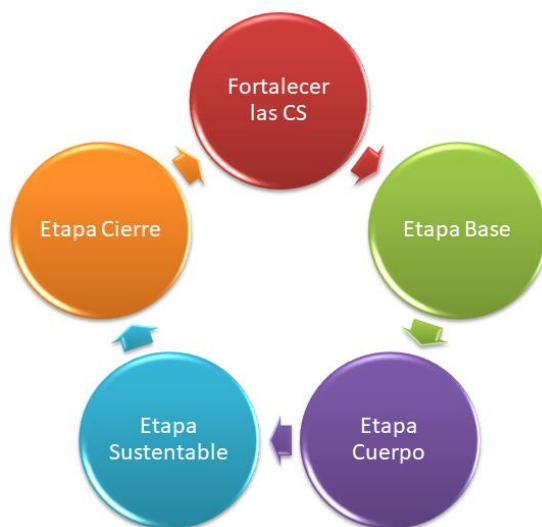 Fortalecer
las CS
Etapa Base
Etapa
Cuerpo
Etapa
Sustentable
Etapa Cierre